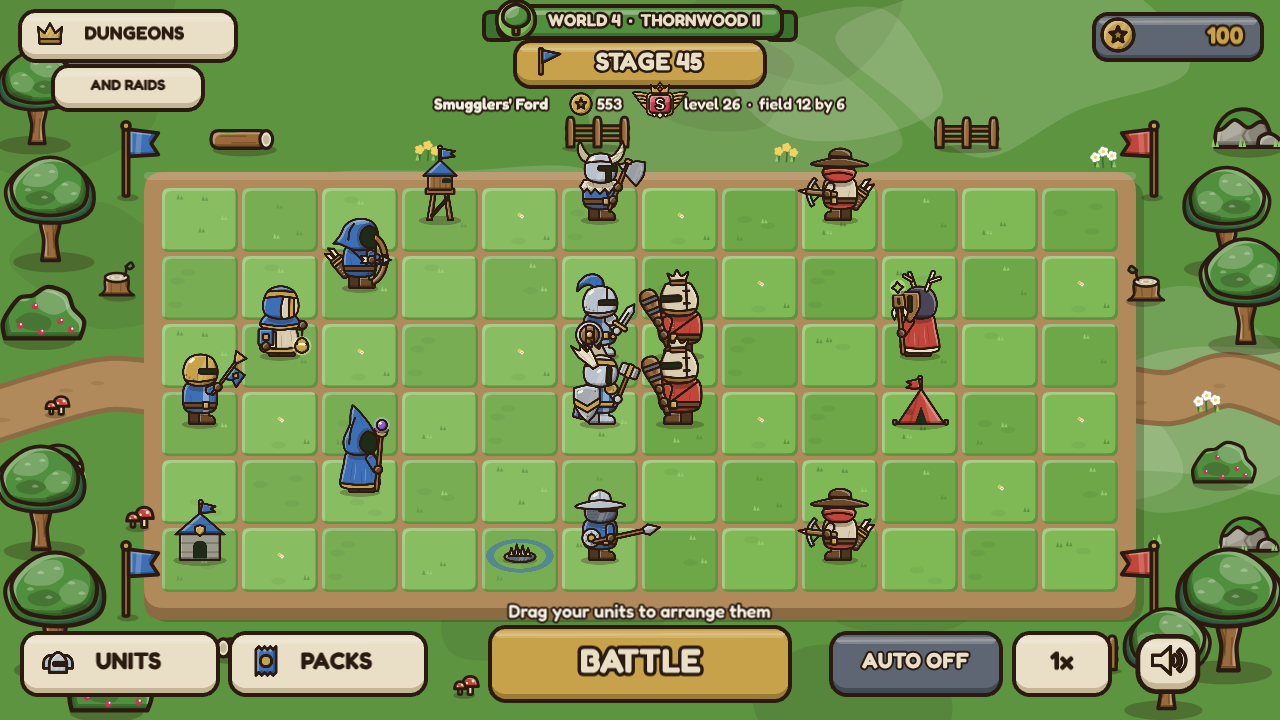 DUNGEONS
AND RAIDS
WORLD 4 • THORNWOOD II
STAGE 45
Smugglers' Ford 553 S level 26 · field 12 by 6
100
Drag your units to arrange them
UNITS
PACKS
BATTLE
AUTO OFF
1x